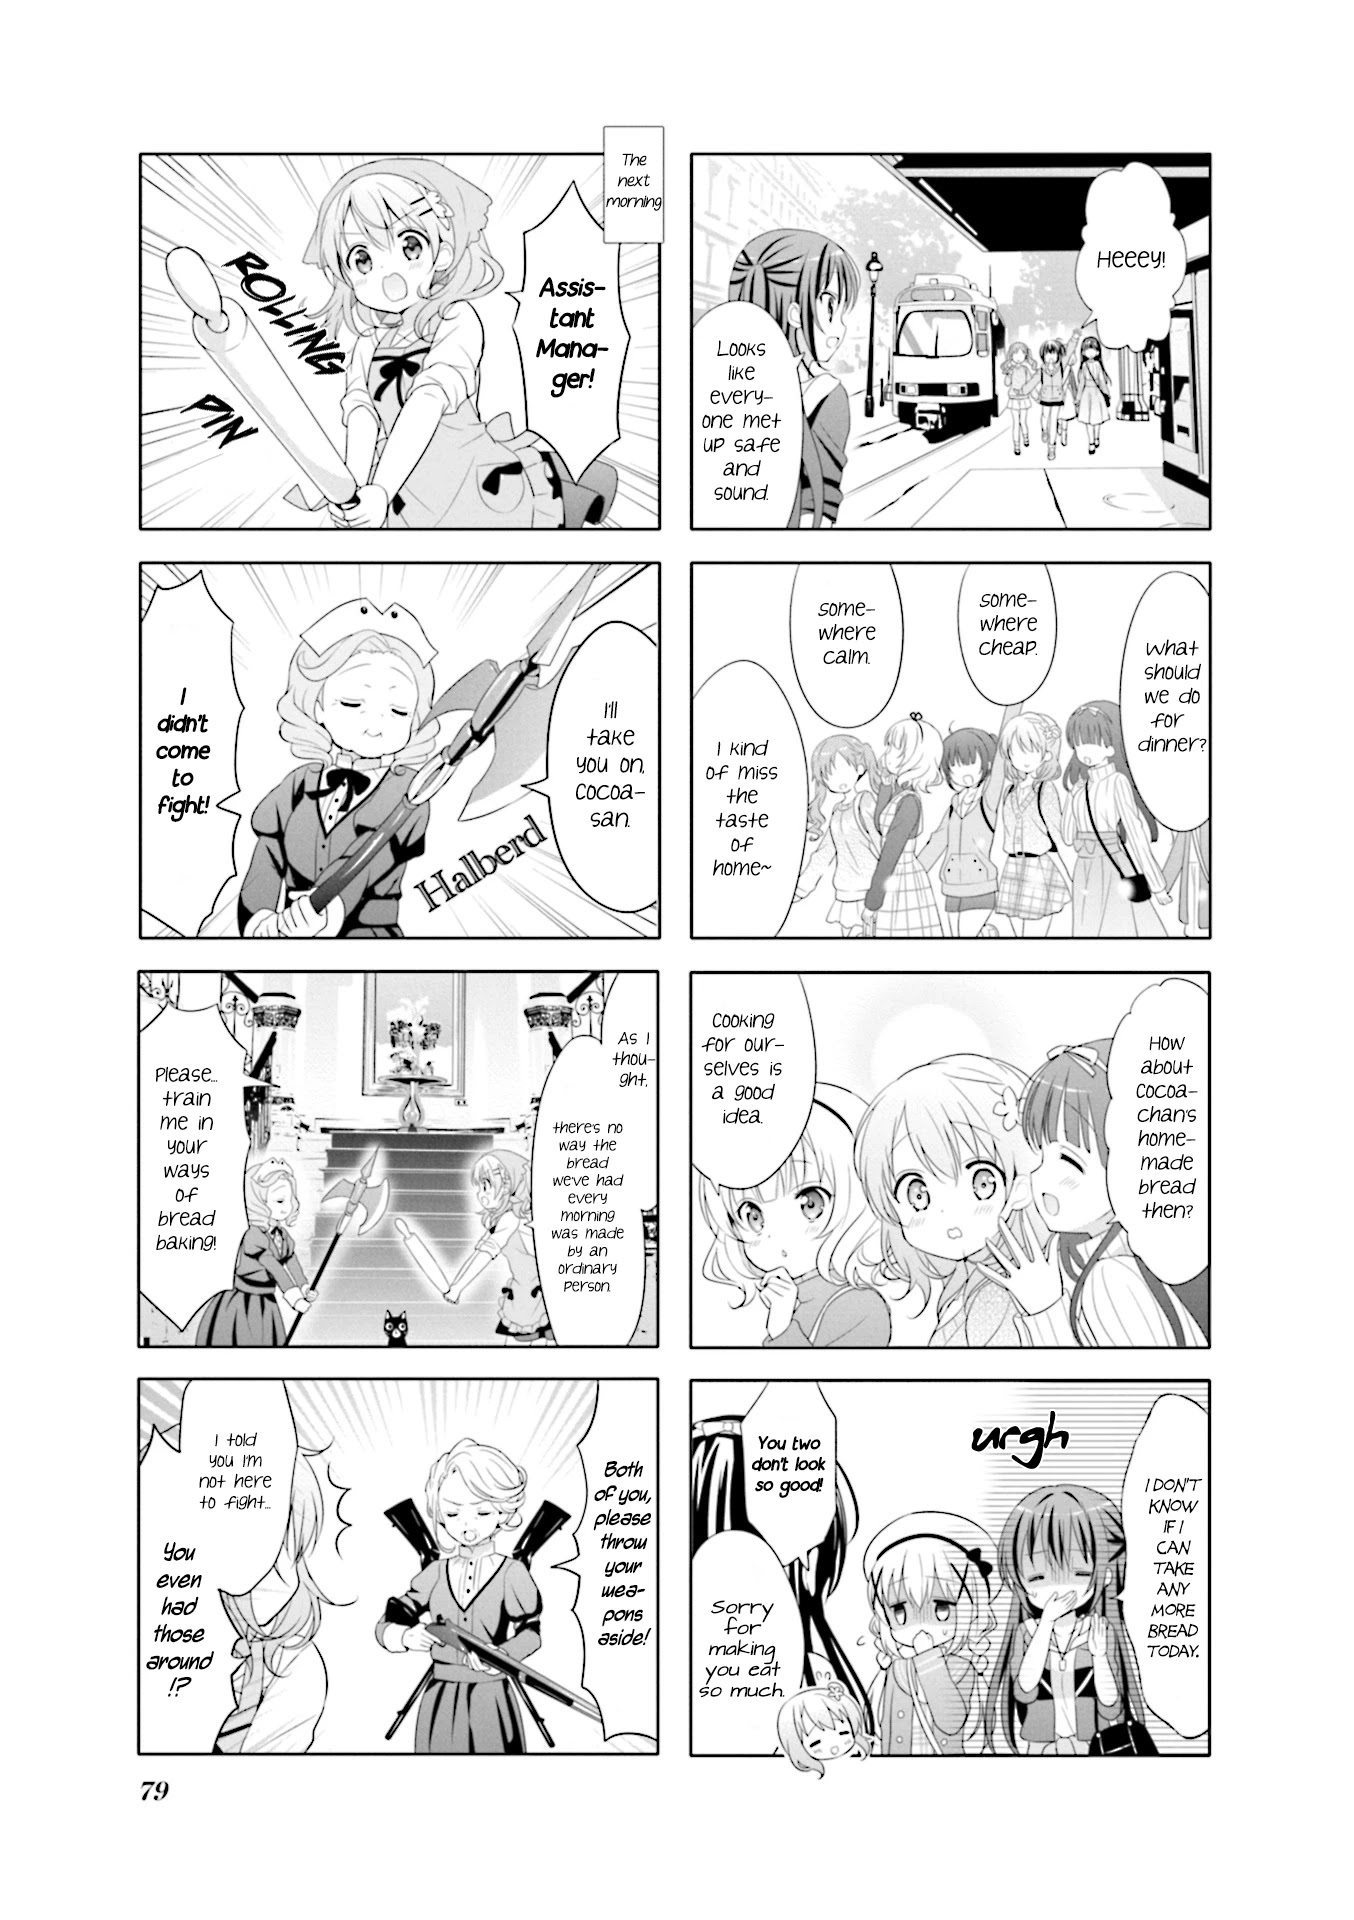 Heeey!
Looks
like
every-
one met
up safe
and
sound.
What
should
we do
for
dinner?
Some-
where
cheap.
Some-
where
calm.
I kind
of miss
the
taste
of
home~
How
about
Cocoa-
chan's
home-
made
bread
then?
Cooking
for our-
selves is
a good
idea.
I DON'T
KNOW
IF I
CAN
TAKE
ANY
MORE
BREAD
TODAY.
urgh
You two
don't look
so good!
Sorry
for
making
you eat
so much.
The
next
morning
Assis-
tant
Mana-
ger!
ROLLING
PIN
I'll
take
you on,
Cocoa-
san.
Halberd
I
didn't
come
to
fight!
As I
thou-
ght,
there's no
way the
bread
we've had
every
morning
was made
by an
ordinary
person.
Please...
train
me in
your
ways
of
bread
baking!
Both
of you,
please
throw
your
wea-
pons
aside!
I told
you I'm
not here
to fight...
You
even
had
those
around
!?
79